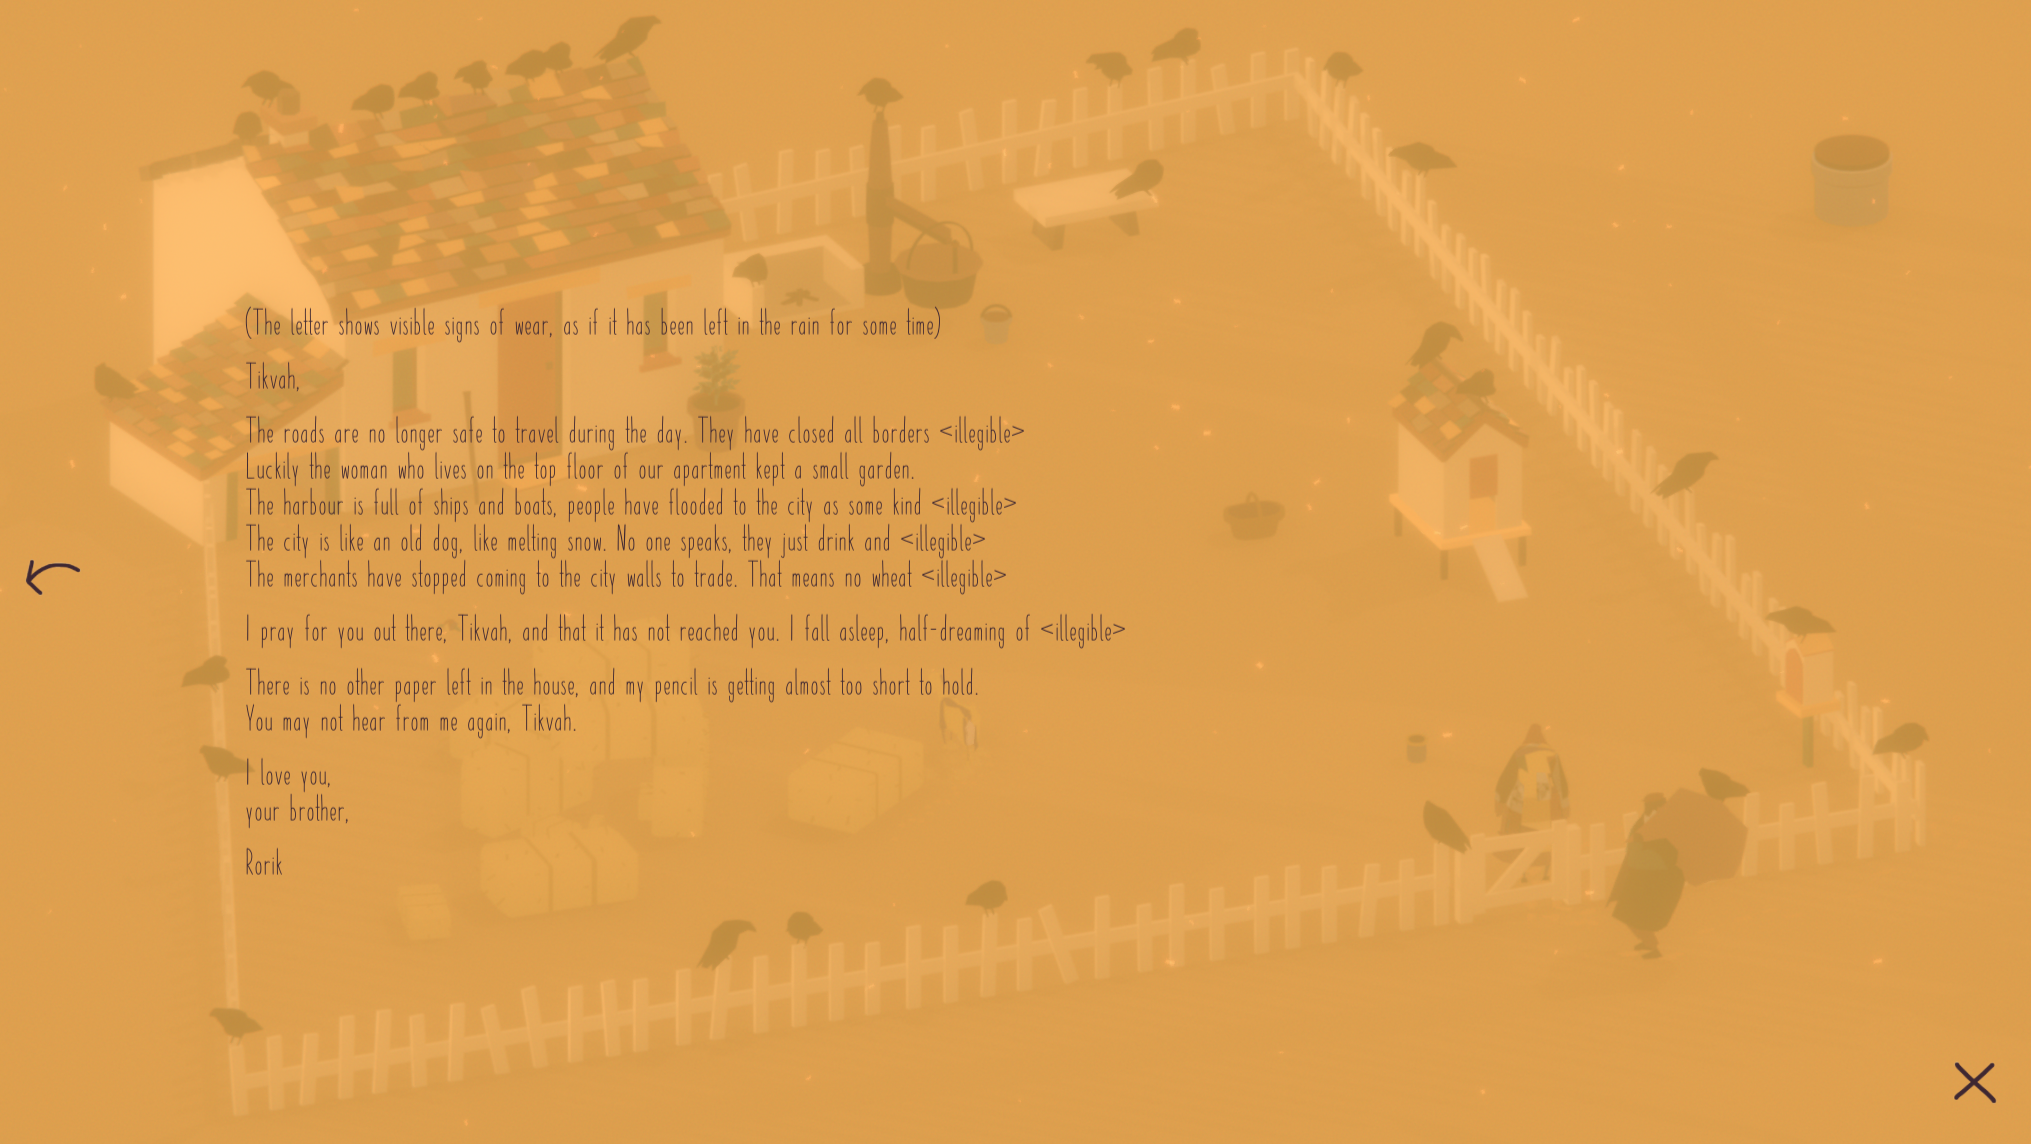 (The letter shows visible signs of wear, as if it has been left in the rain for some time)
Tikvah,
The roads are no longer safe to travel during the day. They have closed all borders <illegible>
Luckily the woman who lives on the top floor of our apartment kept a small garden.
The harbour is full of ships and boats, people have flooded to the city as some kind <illegible>
The city is like an old dog, like melting snow. No one speaks, they just drink and <illegible>
The merchants have stopped coming to the city walls to trade. That means no wheat <illegible>
I pray for you out there, Tikvah, and that it has not reached you. I fall asleep, half-dreaming of <illegible>
There is no other paper left in the house, and my pencil is getting almost too short to hold.
You may not hear from me again, Tikvah.
I love you,
your brother,
Rorik